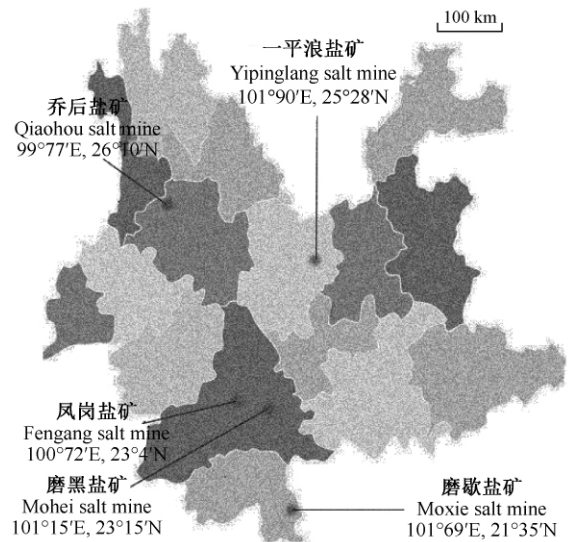 100 km
一平浪盐矿
Yipinglang salt mine
101°90′E, 25°28′N
乔后盐矿
Qiaohou salt mine
99°77′E, 26°10′N
凤岗盐矿
Fengang salt mine
100°72′E, 23°4′N
磨黑盐矿
Mohei salt mine
101°15′E, 23°15′N
磨歇盐矿
Moxie salt mine
101°69′E, 21°35′N